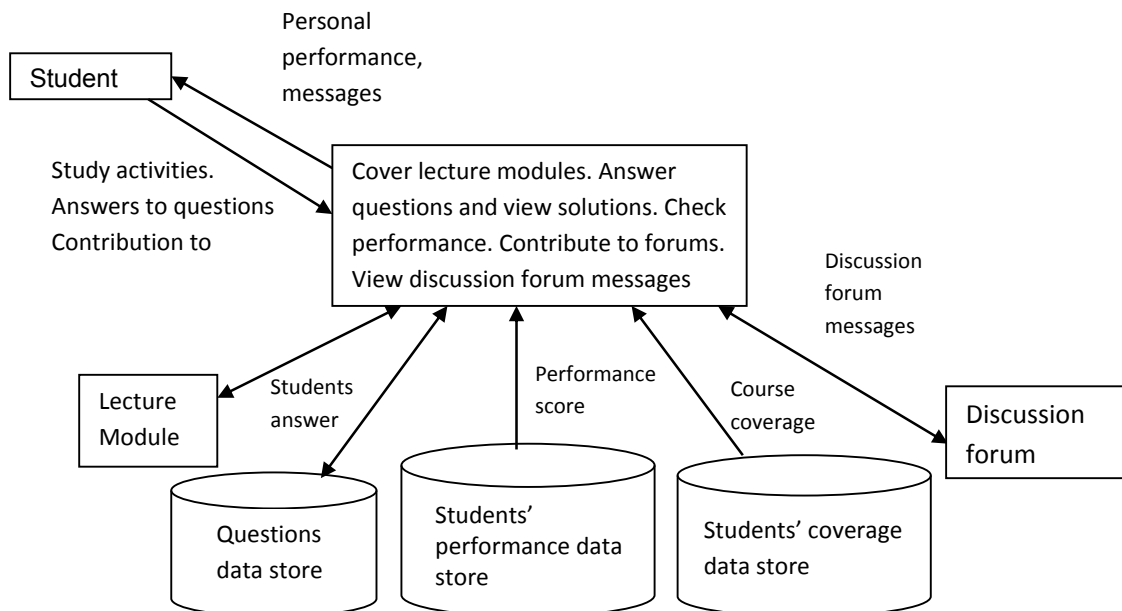 Personal
performance,
messages
Student
Study activities.
Answers to questions
Contribution to
Cover lecture modules. Answer
questions and view solutions. Check
performance. Contribute to forums.
View discussion forum messages
Discussion
forum
messages
Lecture
Module
Students
answer
Performance
score
Course
coverage
Discussion
forum
Questions
data store
Students’
performance data
store
Students’ coverage
data store